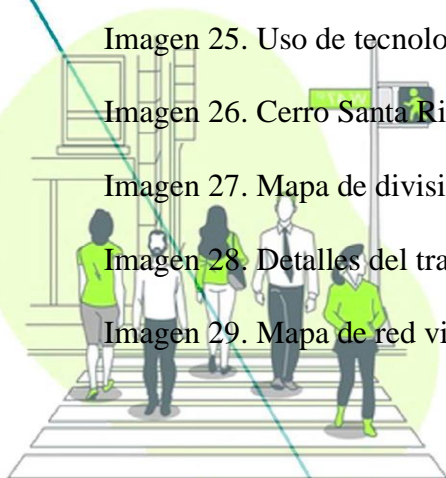 Imagen 25. Uso de tecnolo
Imagen 26. Cerro Santa Ri
Imagen 27. Mapa de divisi
Imagen 28. Detalles del tra
Imagen 29. Mapa de red vi